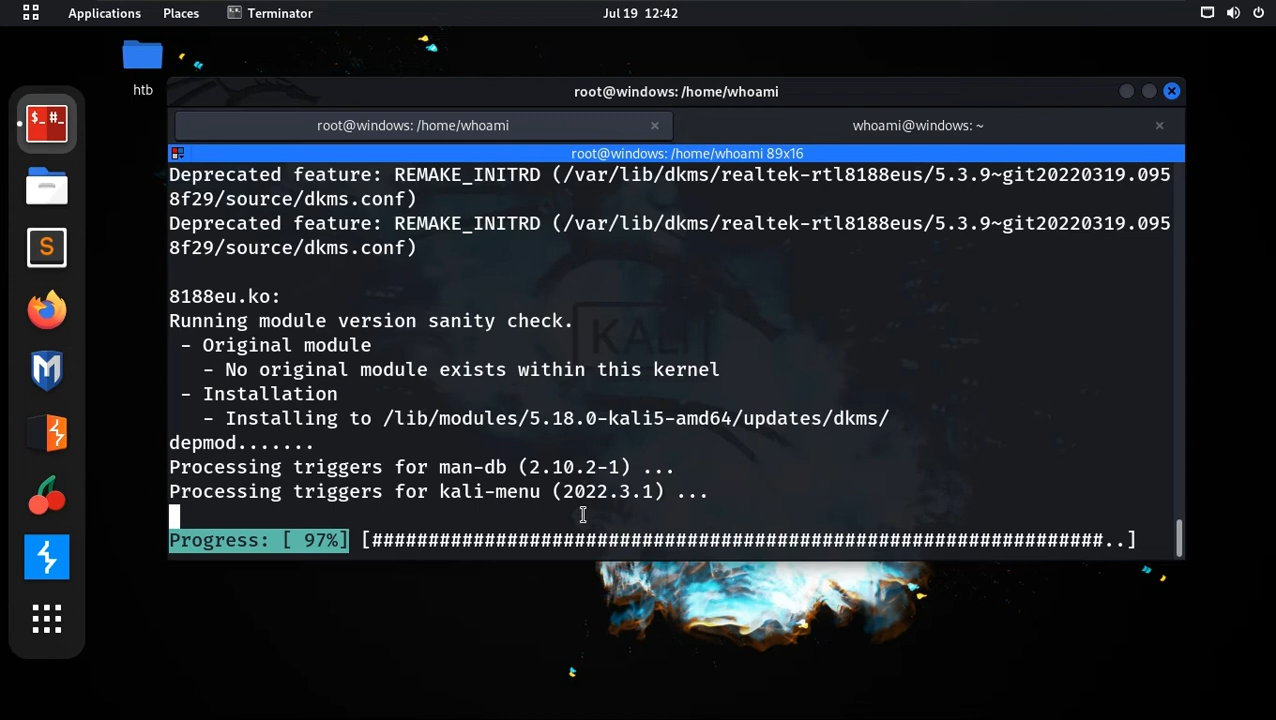 Applications Places Terminator Jul 19 12:42
htb
root@windows: /home/whoami
root@windows: /home/whoami × whoami@windows: ~ ×
root@windows: /home/whoami 89x16
Deprecated feature: REMAKE_INITRD (/var/lib/dkms/realtek-rtl8188eus/5.3.9~git20220319.095
8f29/source/dkms.conf)
Deprecated feature: REMAKE_INITRD (/var/lib/dkms/realtek-rtl8188eus/5.3.9~git20220319.095
8f29/source/dkms.conf)
8188eu.ko:
Running module version sanity check.
- Original module
- No original module exists within this kernel
- Installation
- Installing to /lib/modules/5.18.0-kali5-amd64/updates/dkms/
depmod.......
Processing triggers for man-db (2.10.2-1) ...
Processing triggers for kali-menu (2022.3.1) ...
Progress: [ 97%] [#################################################################..]
$_ #_
S
M
KALI